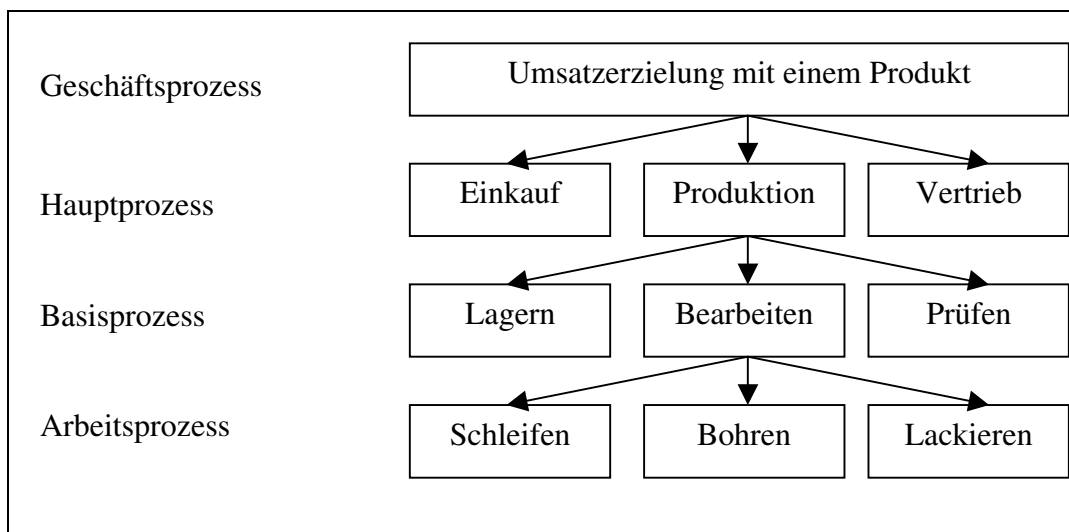 Geschäftsprozess
Umsatzerzielung mit einem Produkt
Hauptprozess
Einkauf
Produktion
Vertrieb
Basisprozess
Lagern
Bearbeiten
Prüfen
Arbeitsprozess
Schleifen
Bohren
Lackieren